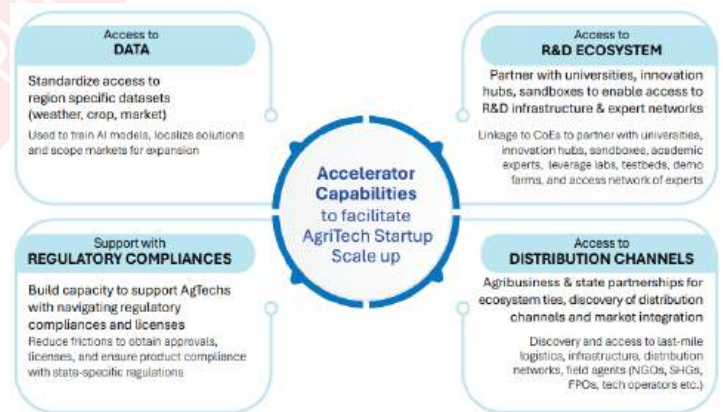 Access to
DATA
Standardize access to
region specific datasets
(weather, crop, market)
Used to train AI models, localize solutions
and scope markets for expansion
Access to
R&D ECOSYSTEM
Partner with universities, innovation
hubs, sandboxes to enable access to
R&D infrastructure & expert networks
Linkage to CoEs to partner with universities,
innovation hubs, sandboxes, academic
experts, leverage labs, testbeds, demo
farms, and access network of experts
Accelerator
Capabilities
to facilitate
AgriTech Startup
Scale up
Support with
REGULATORY COMPLIANCES
Build capacity to support AgTechs
with navigating regulatory
compliances and licenses
Reduce frictions to obtain approvals,
licenses, and ensure product compliance
with state-specific regulations
Access to
DISTRIBUTION CHANNELS
Agribusiness & state partnerships for
ecosystem ties, discovery of distribution
channels and market integration
Discovery and access to last-mile
logistics, infrastructure, distribution
networks, field agents (NGOs, SHGs,
FPOs, tech operators etc.)